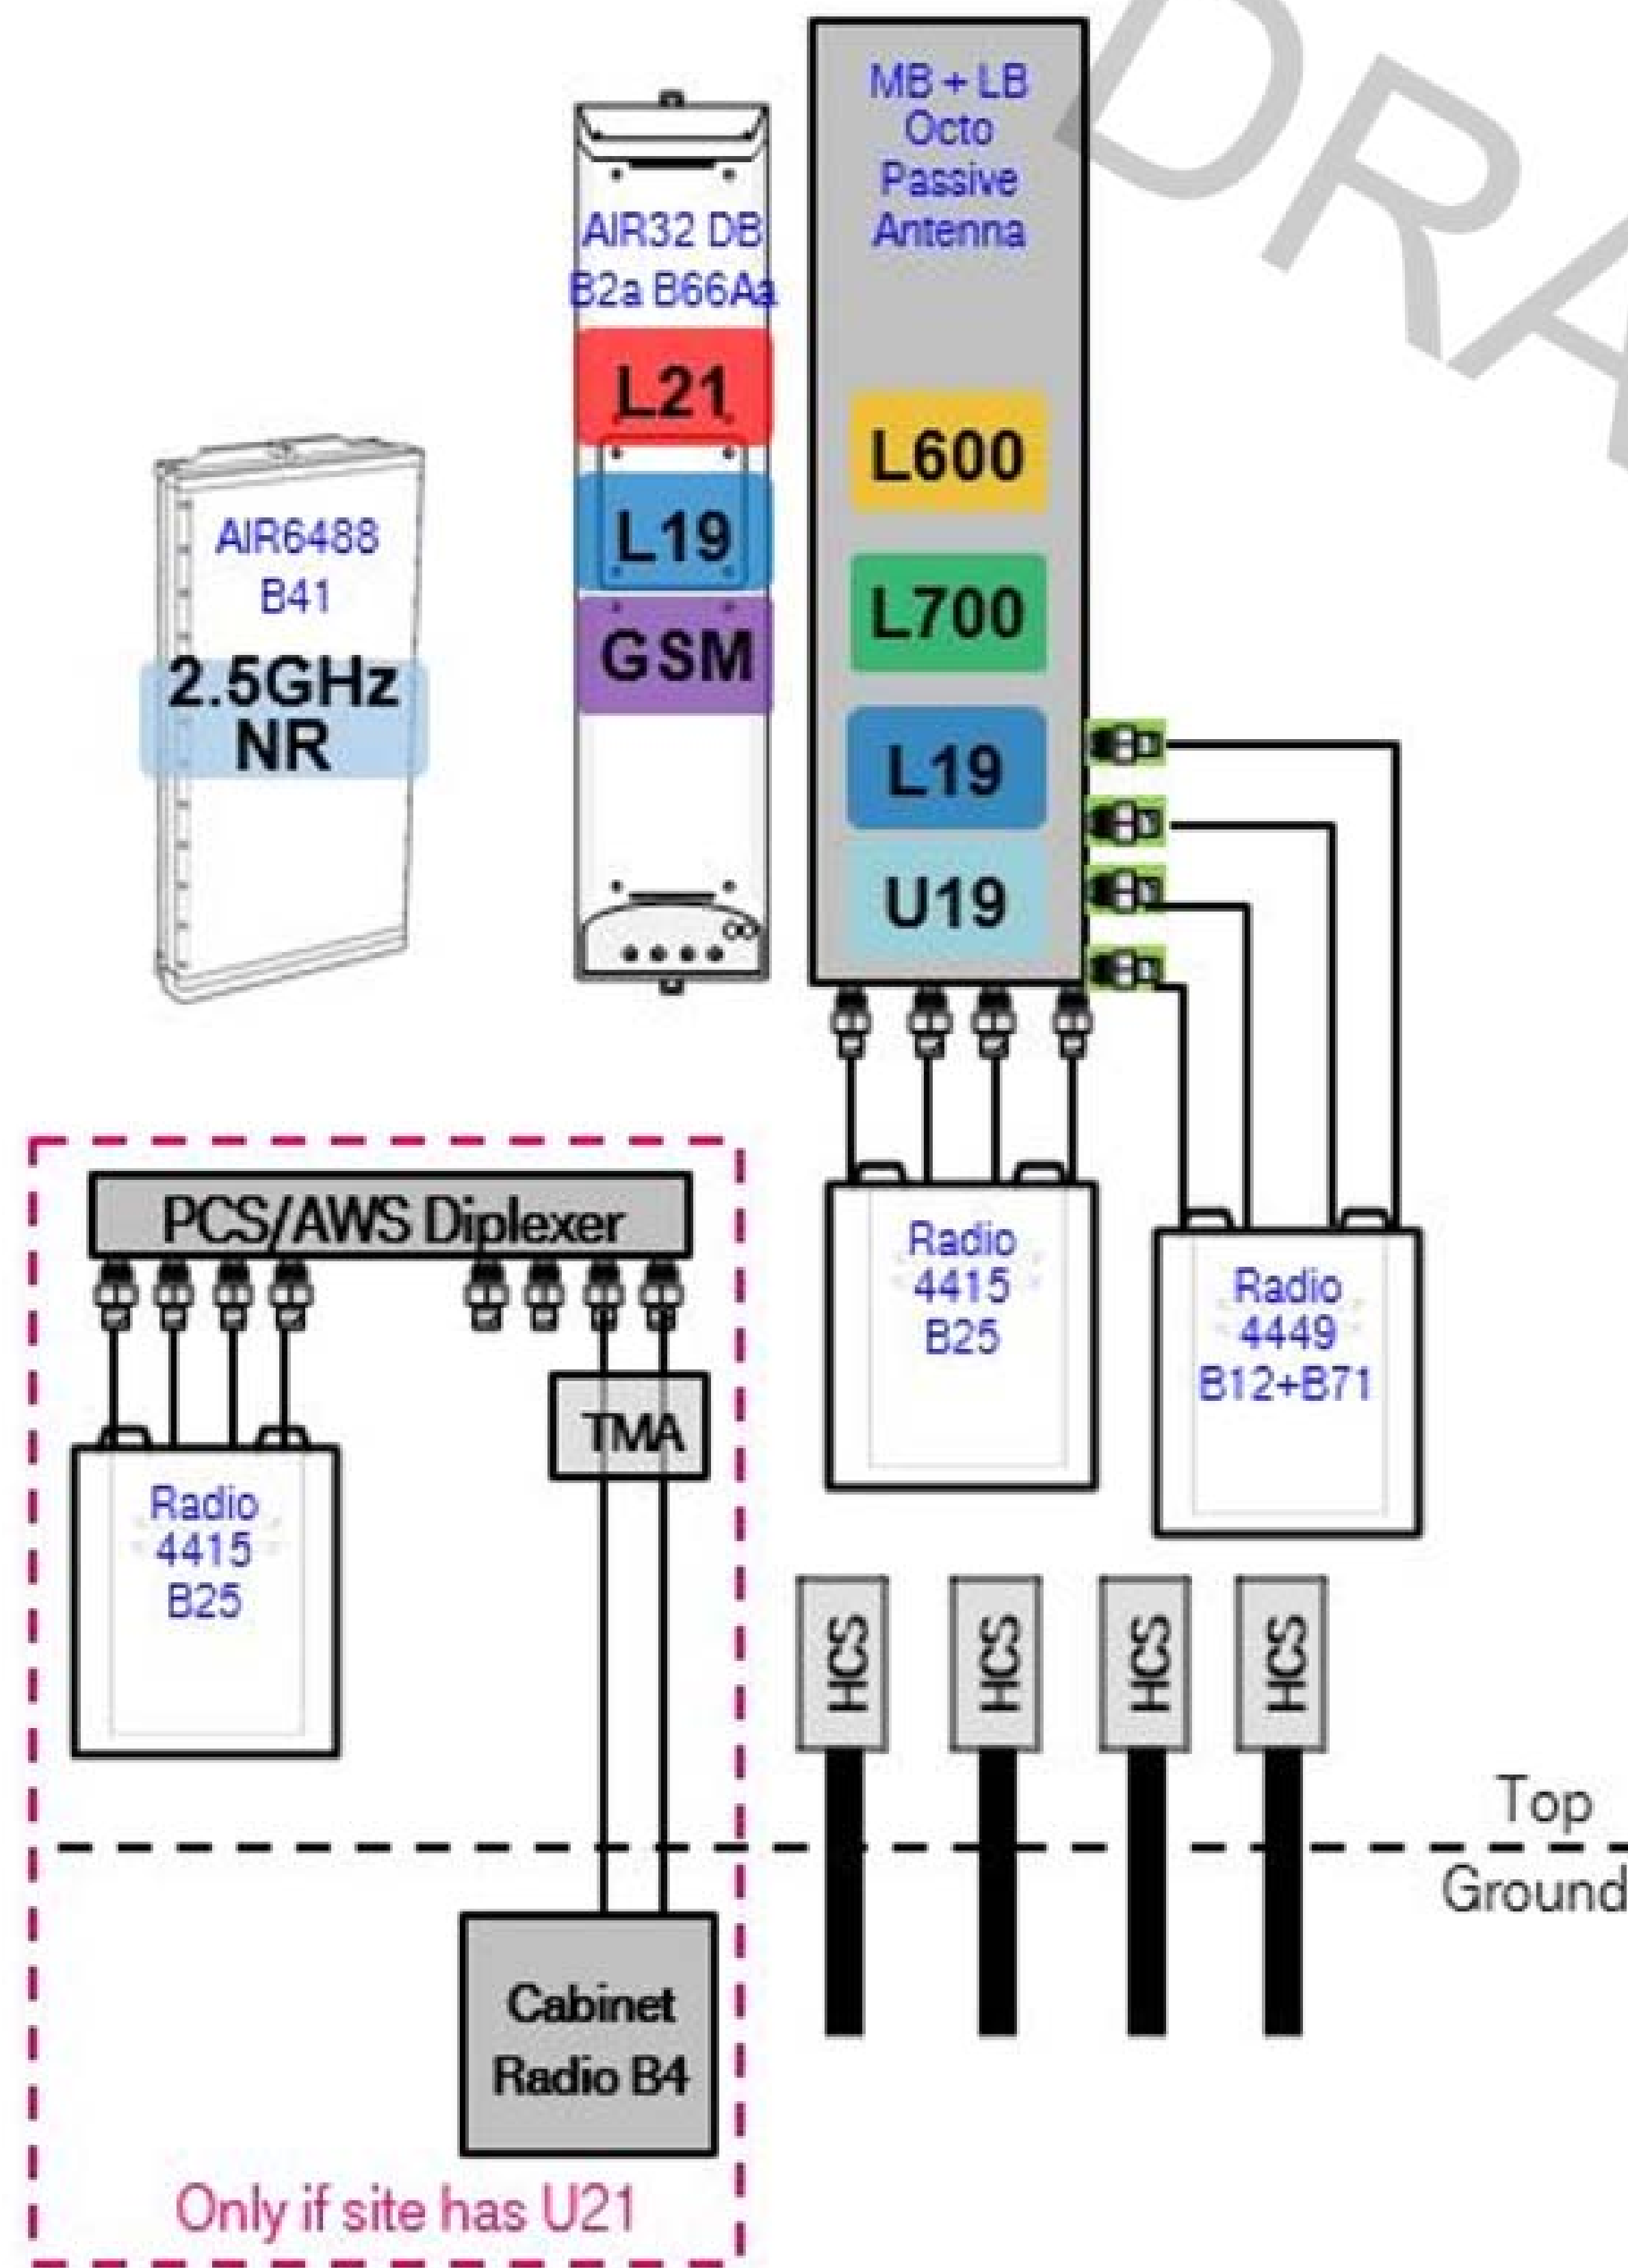 DRA
MB + LB
Octo
Passive
Antenna
AIR32 DB
B2a B66Aa
L21
L19
GSM
L600
L700
L19
U19
AIR6488
B41
2.5GHz
NR
PCS/AWS Diplexer
TMA
Radio
4415
B25
Radio
4415
B25
Radio
4449
B12+B71
HCS
HCS
HCS
HCS
Top
Ground
Cabinet
Radio B4
Only if site has U21